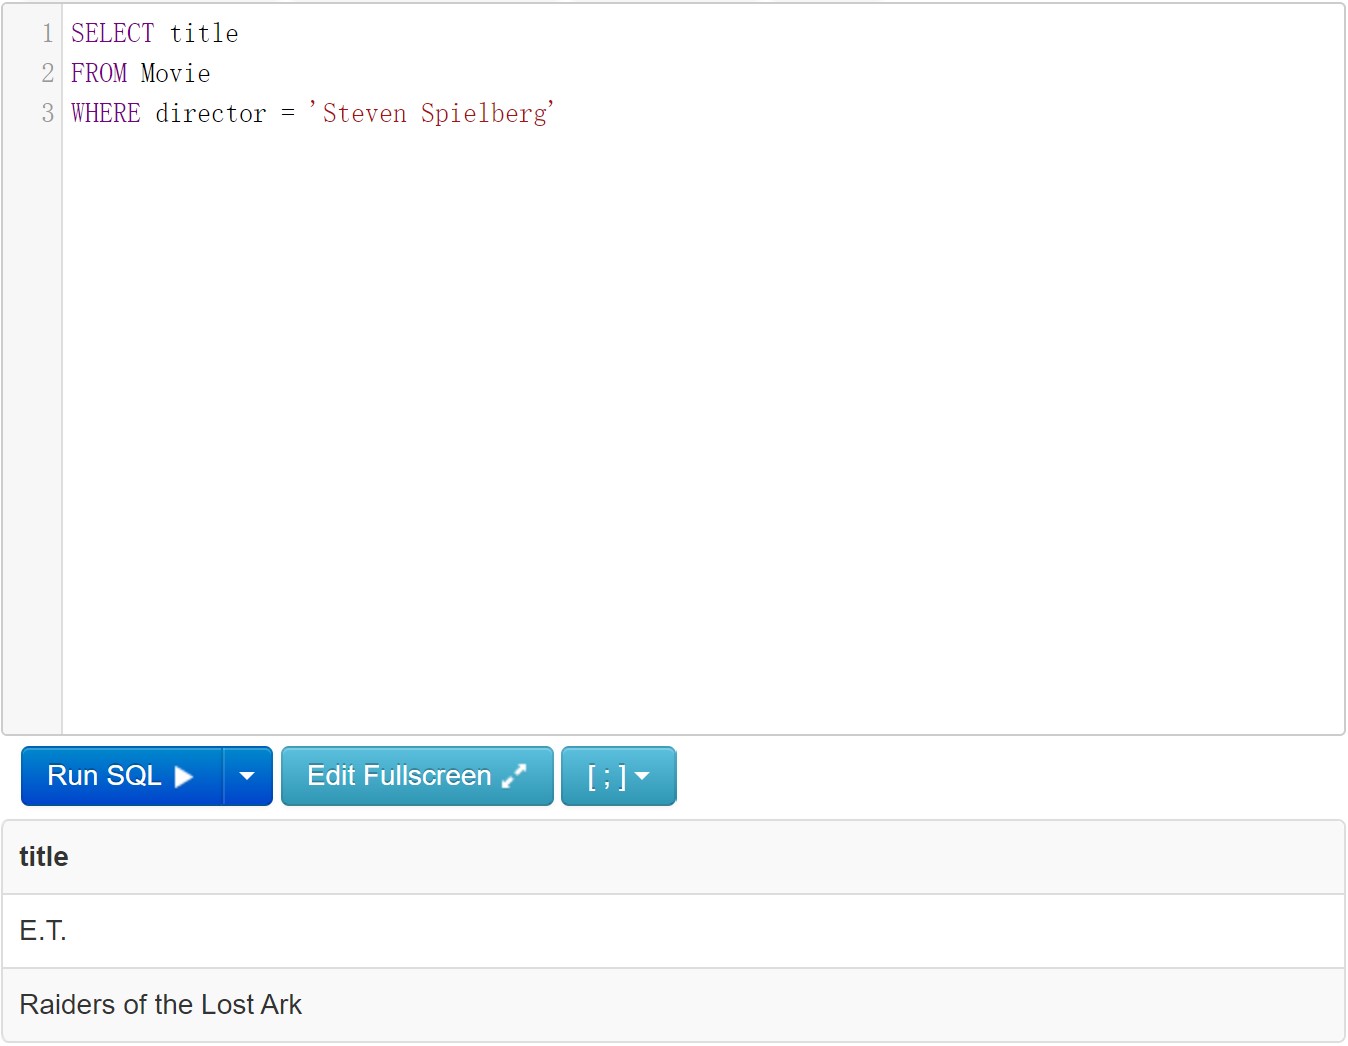 1 SELECT title
2 FROM Movie
3 WHERE director = 'Steven Spielberg'
Run SQL
Edit Fullscreen
[ ; ]
title
E.T.
Raiders of the Lost Ark